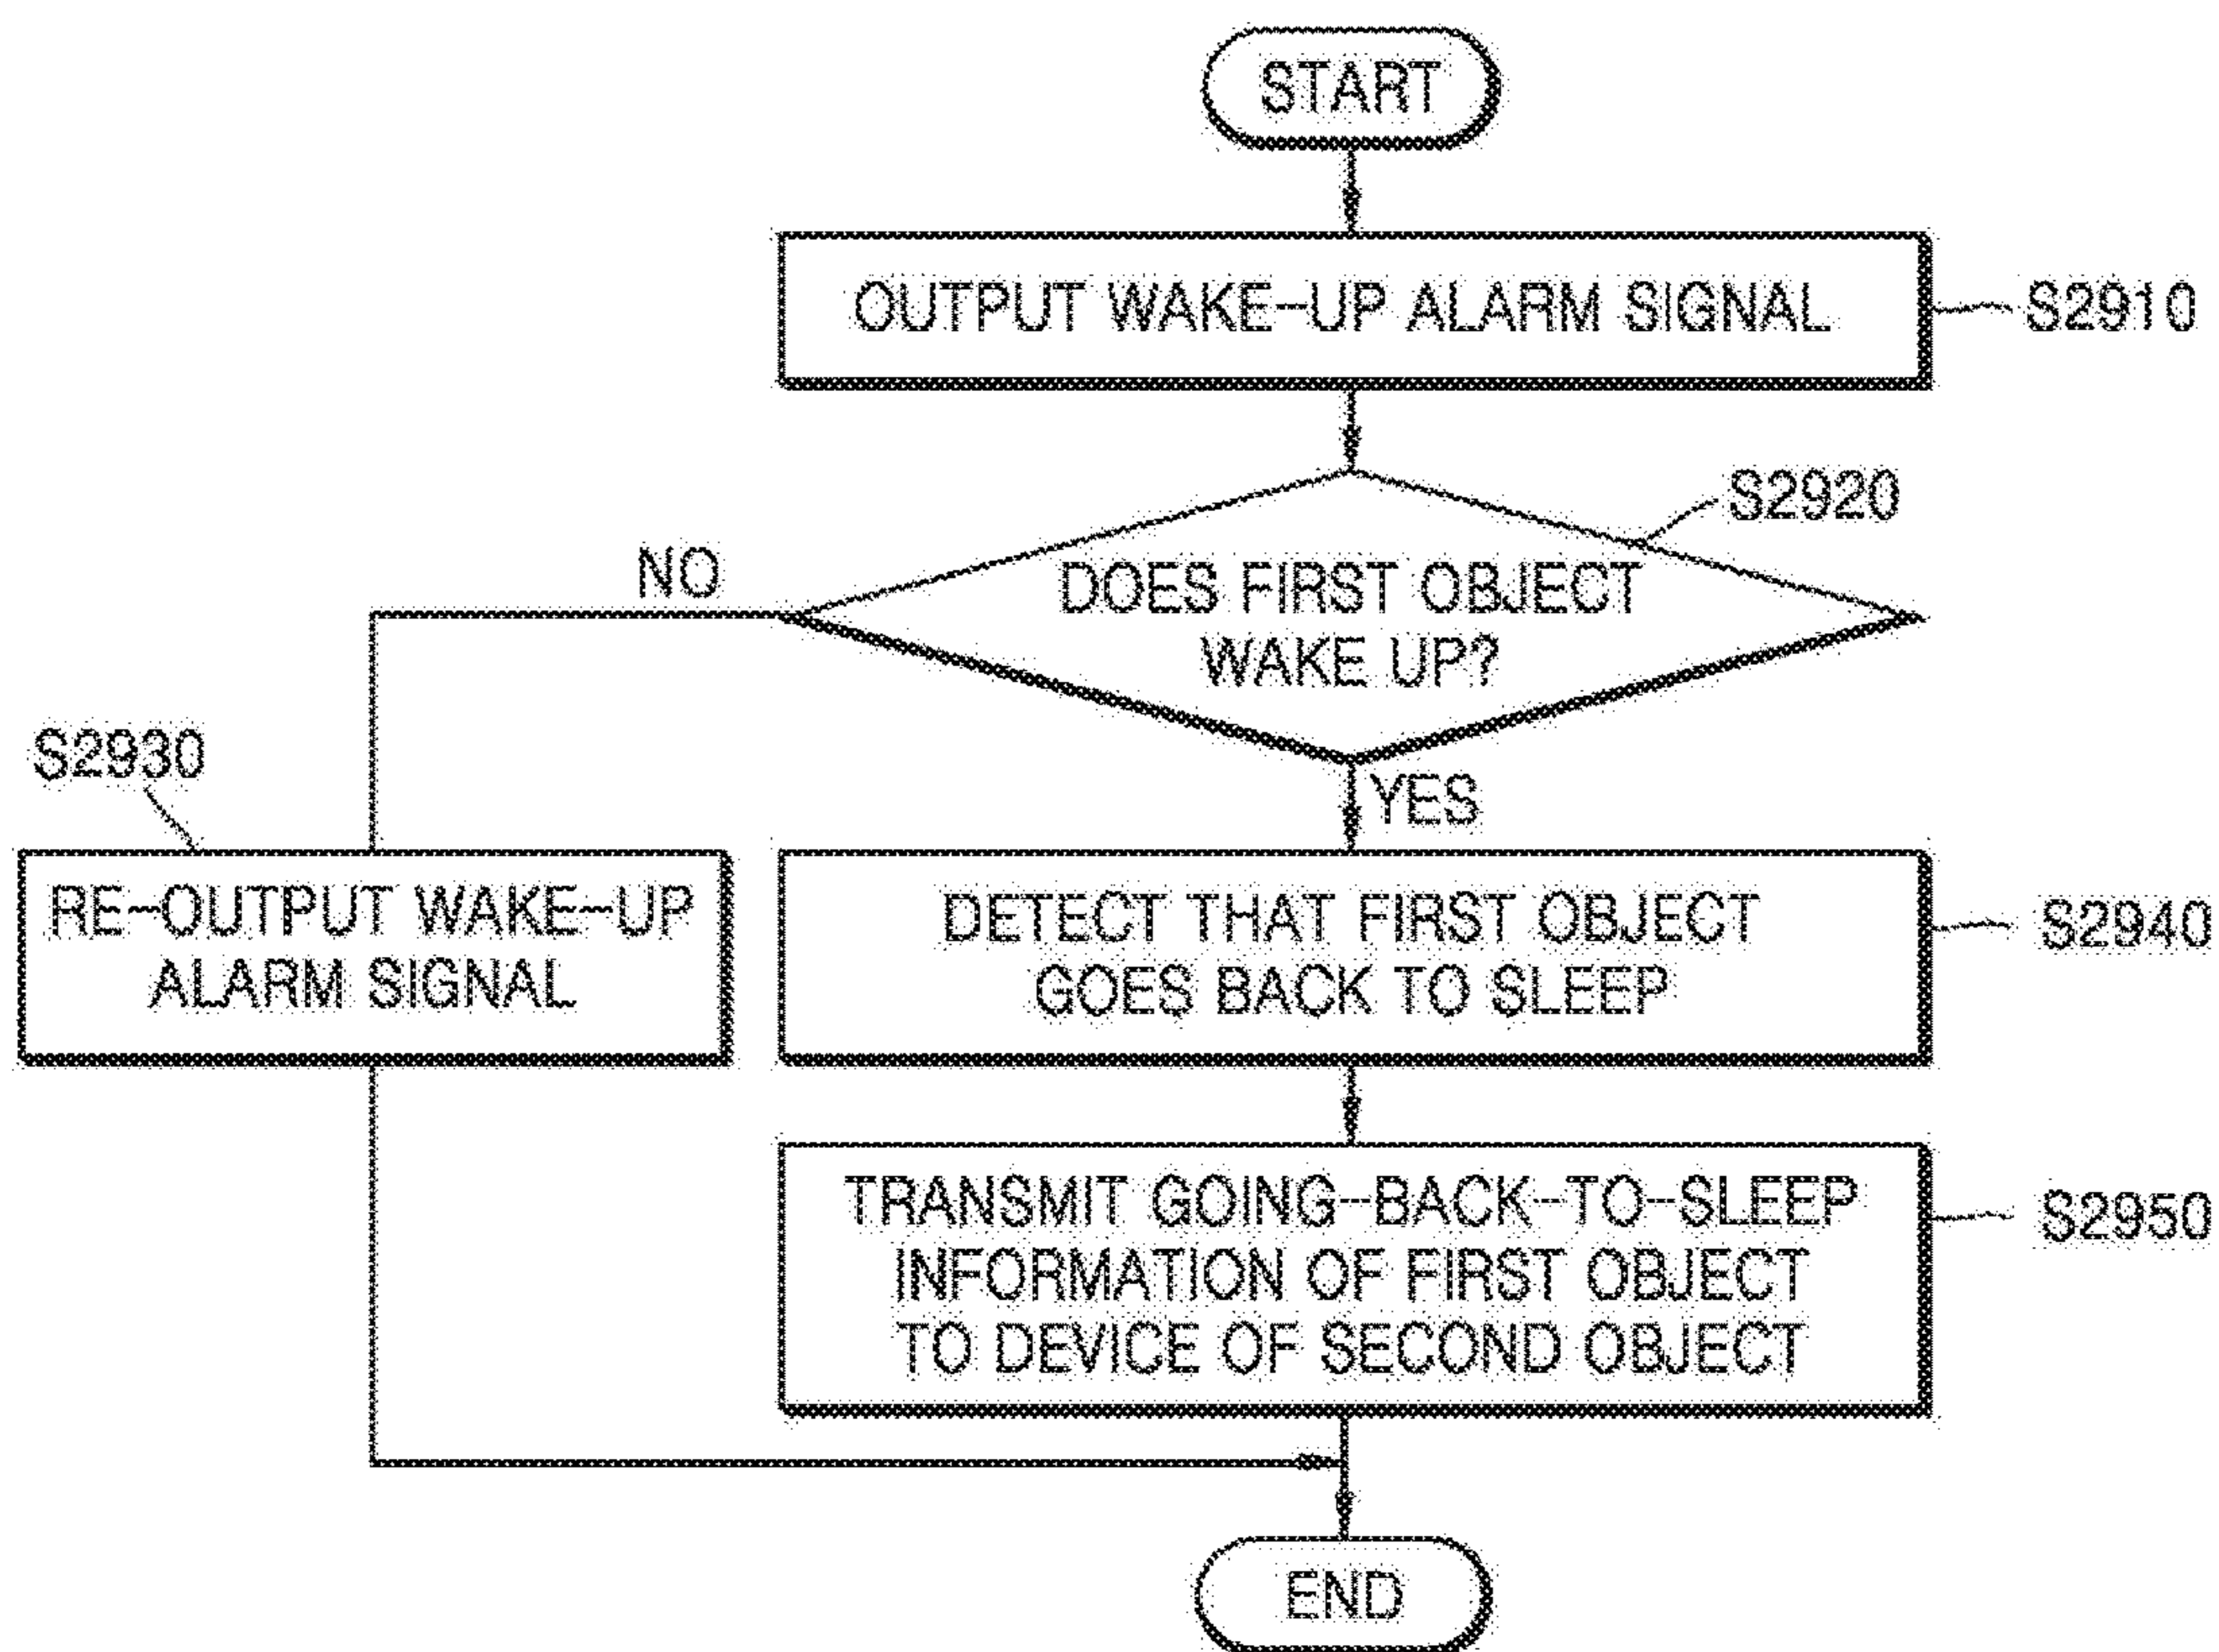 START
OUTPUT WAKE-UP ALARM SIGNAL
S2910
S2920
DOES FIRST OBJECT
WAKE UP?
NO
YES
S2930
RE-OUTPUT WAKE-UP
ALARM SIGNAL
DETECT THAT FIRST OBJECT
GOES BACK TO SLEEP
S2940
TRANSMIT GOING-BACK-TO-SLEEP
INFORMATION OF FIRST OBJECT
TO DEVICE OF SECOND OBJECT
S2950
END